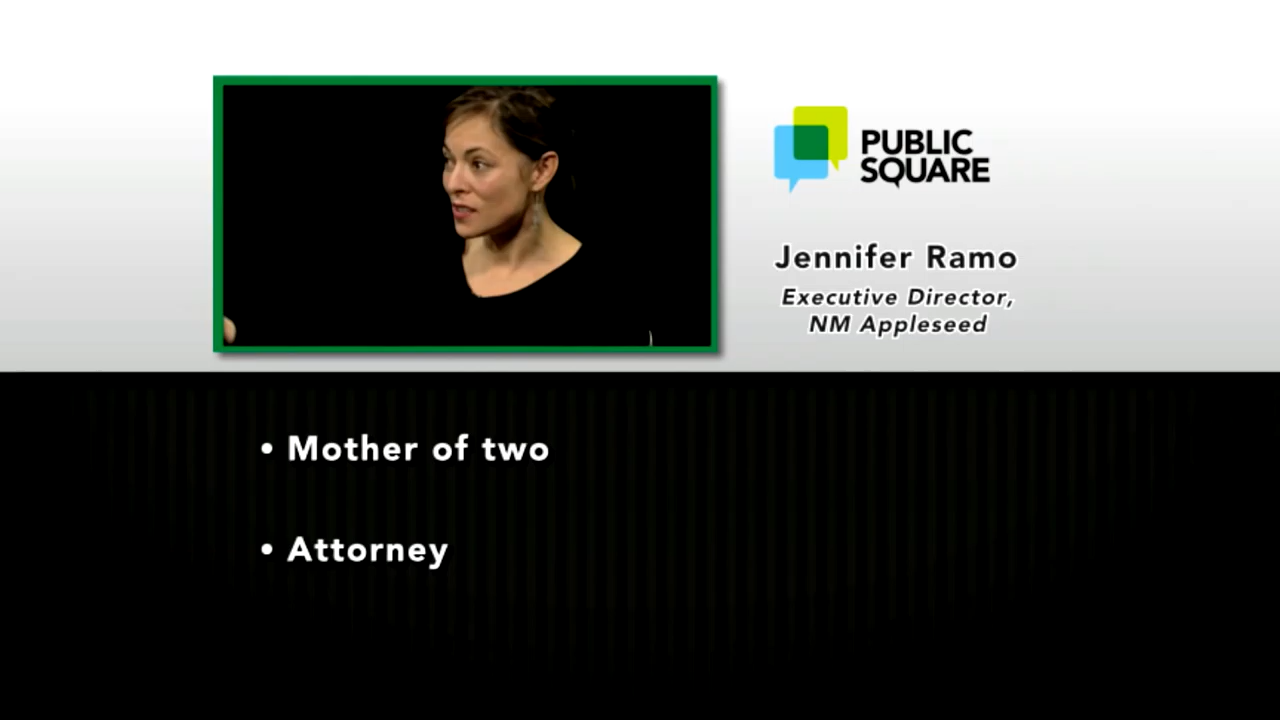 PUBLIC
SQUARE
Jennifer Ramo
Executive Director,
NM Appleseed
• Mother of two
• Attorney